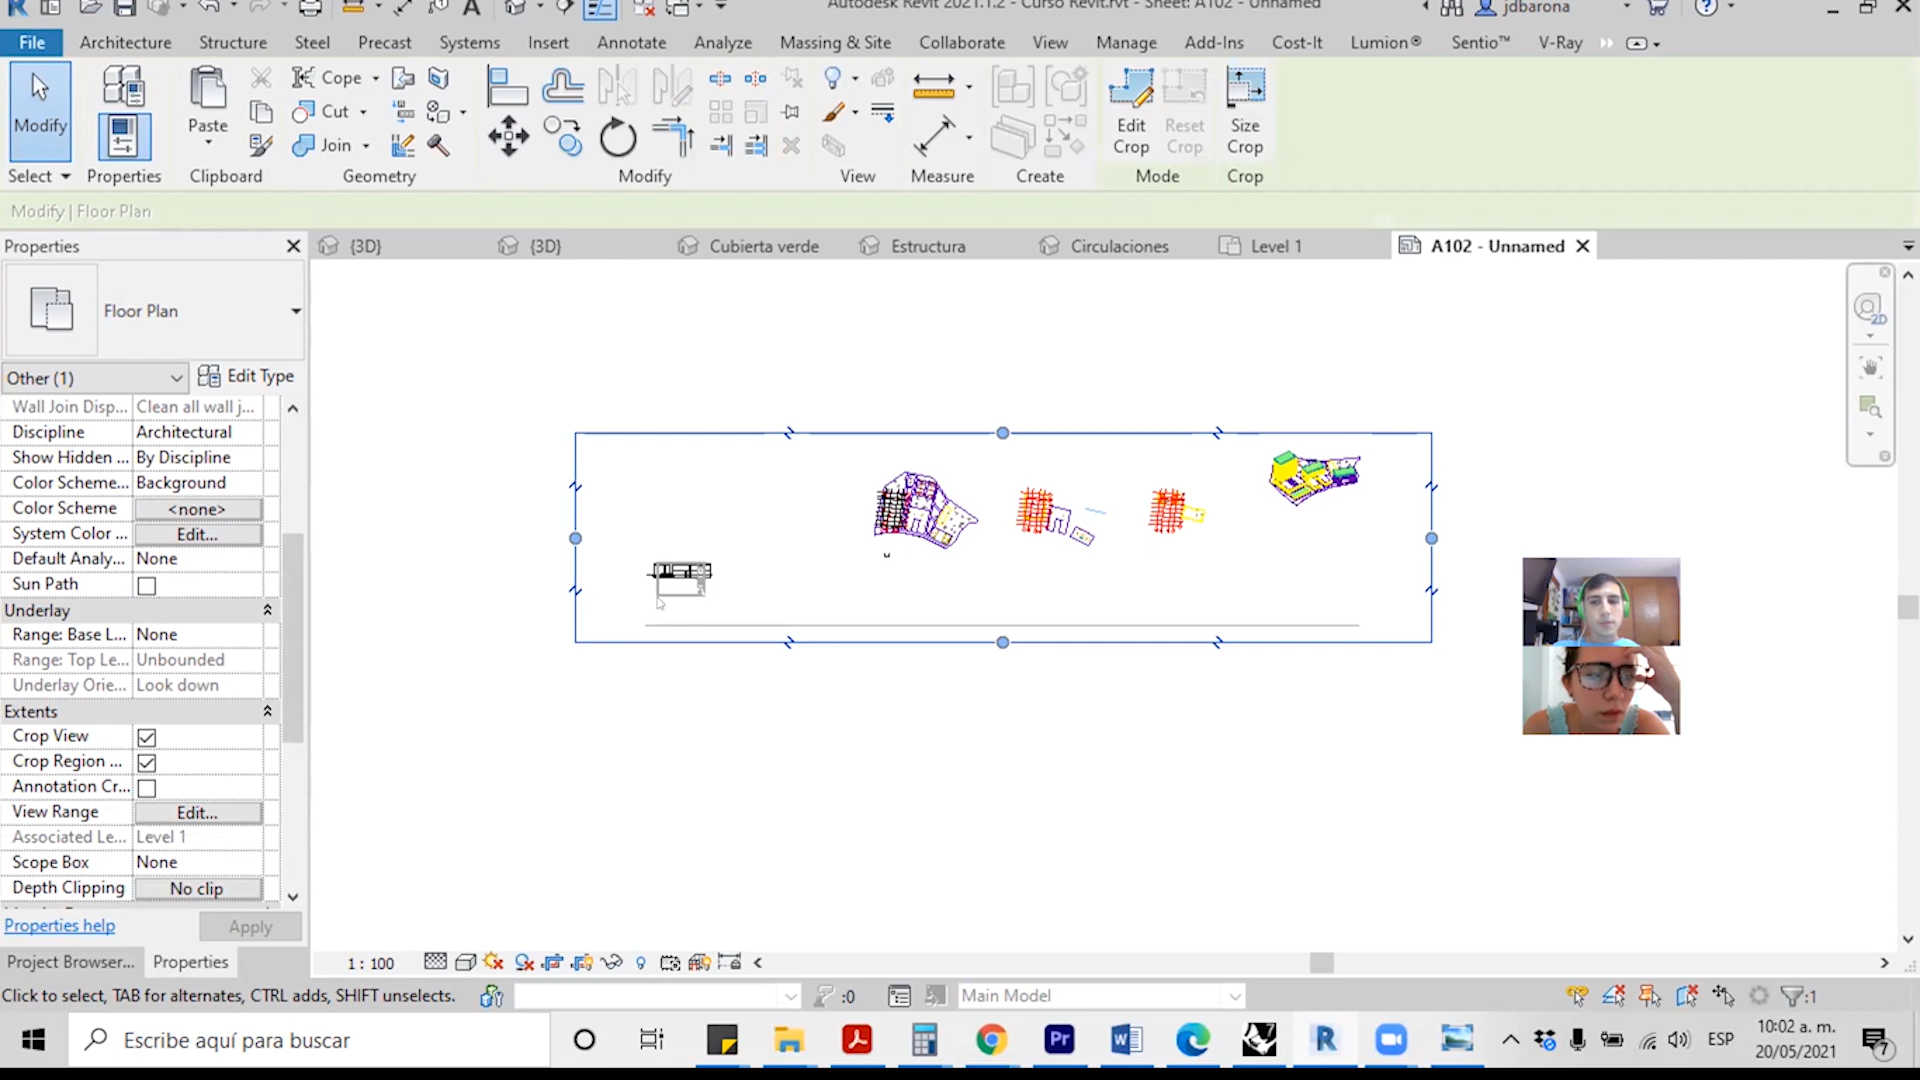 Autodesk Revit 2021.1.2 - Curso Revit.rvt - Sheet: A102 - Unnamed
jdbarona
File Architecture Structure Steel Precast Systems Insert Annotate Analyze Massing & Site Collaborate View Manage Add-Ins Cost-It Lumion® Sentio™ V-Ray
Modify
Paste
Cope
Cut
Join
Edit Crop
Reset Crop
Size Crop
Select Properties Clipboard Geometry Modify View Measure Create Mode Crop
Modify | Floor Plan
Properties
{3D} {3D} Cubierta verde Estructura Circulaciones Level 1 A102 - Unnamed
2D
Floor Plan
Other (1) Edit Type
Wall Join Disp... Clean all wall j...
Discipline Architectural
Show Hidden ... By Discipline
Color Scheme... Background
Color Scheme <none>
System Color ... Edit...
Default Analy... None
Sun Path
Underlay
Range: Base L... None
Range: Top Le... Unbounded
Underlay Orie... Look down
Extents
Crop View
Crop Region ...
Annotation Cr...
View Range Edit...
Associated Le... Level 1
Scope Box None
Depth Clipping No clip
Properties help Apply
Project Browser... Properties
1 : 100
Click to select, TAB for alternates, CTRL adds, SHIFT unselects. :0 Main Model :1
Escribe aquí para buscar
ESP
10:02 a. m.
20/05/2021
7